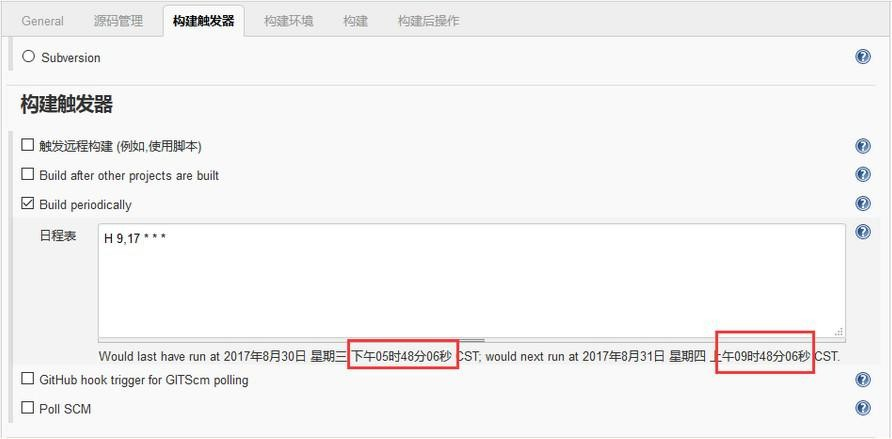 General 源码管理 构建触发器 构建环境 构建 构建后操作
Subversion
构建触发器
触发远程构建 (例如,使用脚本)
Build after other projects are built
Build periodically
日程表 H 9,17 * * *
Would last have run at 2017年8月30日 星期三 下午05时48分06秒 CST; would next run at 2017年8月31日 星期四 上午09时48分06秒 CST.
GitHub hook trigger for GITScm polling
Poll SCM